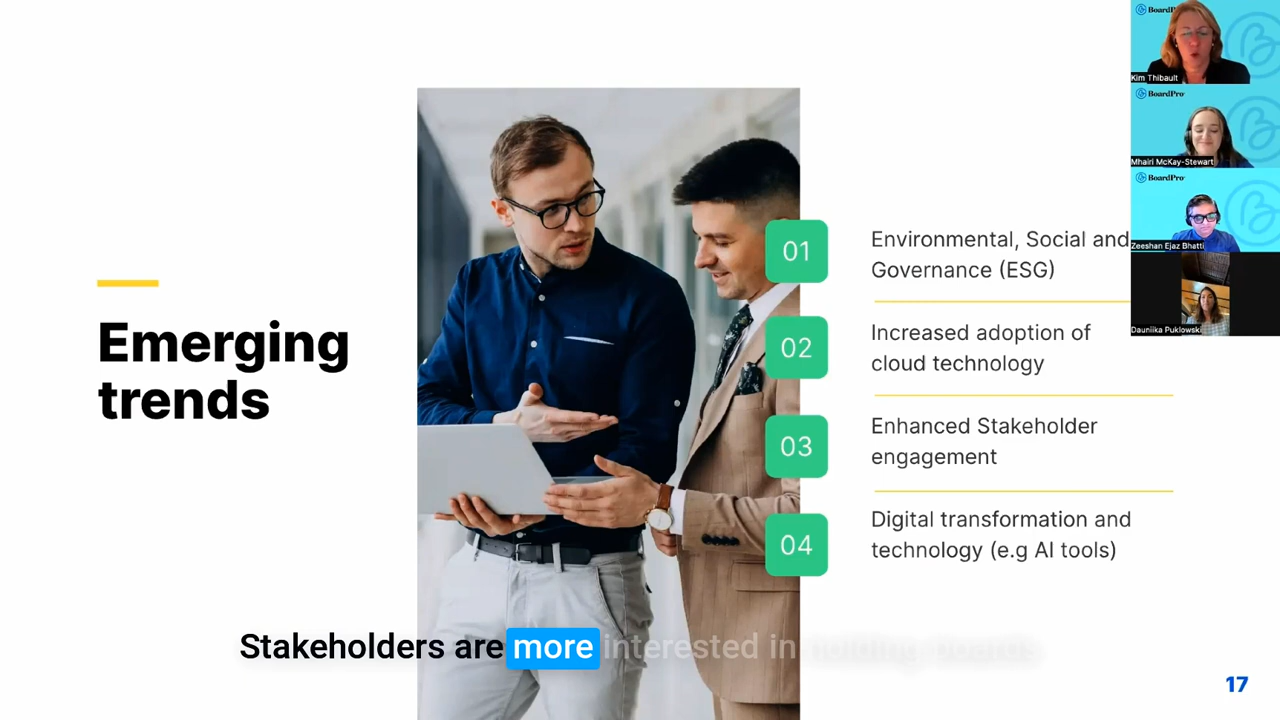 Emerging
trends
01
Environmental, Social and
Governance (ESG)
02
Increased adoption of
cloud technology
03
Enhanced Stakeholder
engagement
04
Digital transformation and
technology (e.g AI tools)
Stakeholders are more interested in holding boards
17
BoardPro
Kim Thibault
BoardPro
Mhairi McKay-Stewart
BoardPro
Zeeshan Ejaz Bhatti
Dauniika Puklowski